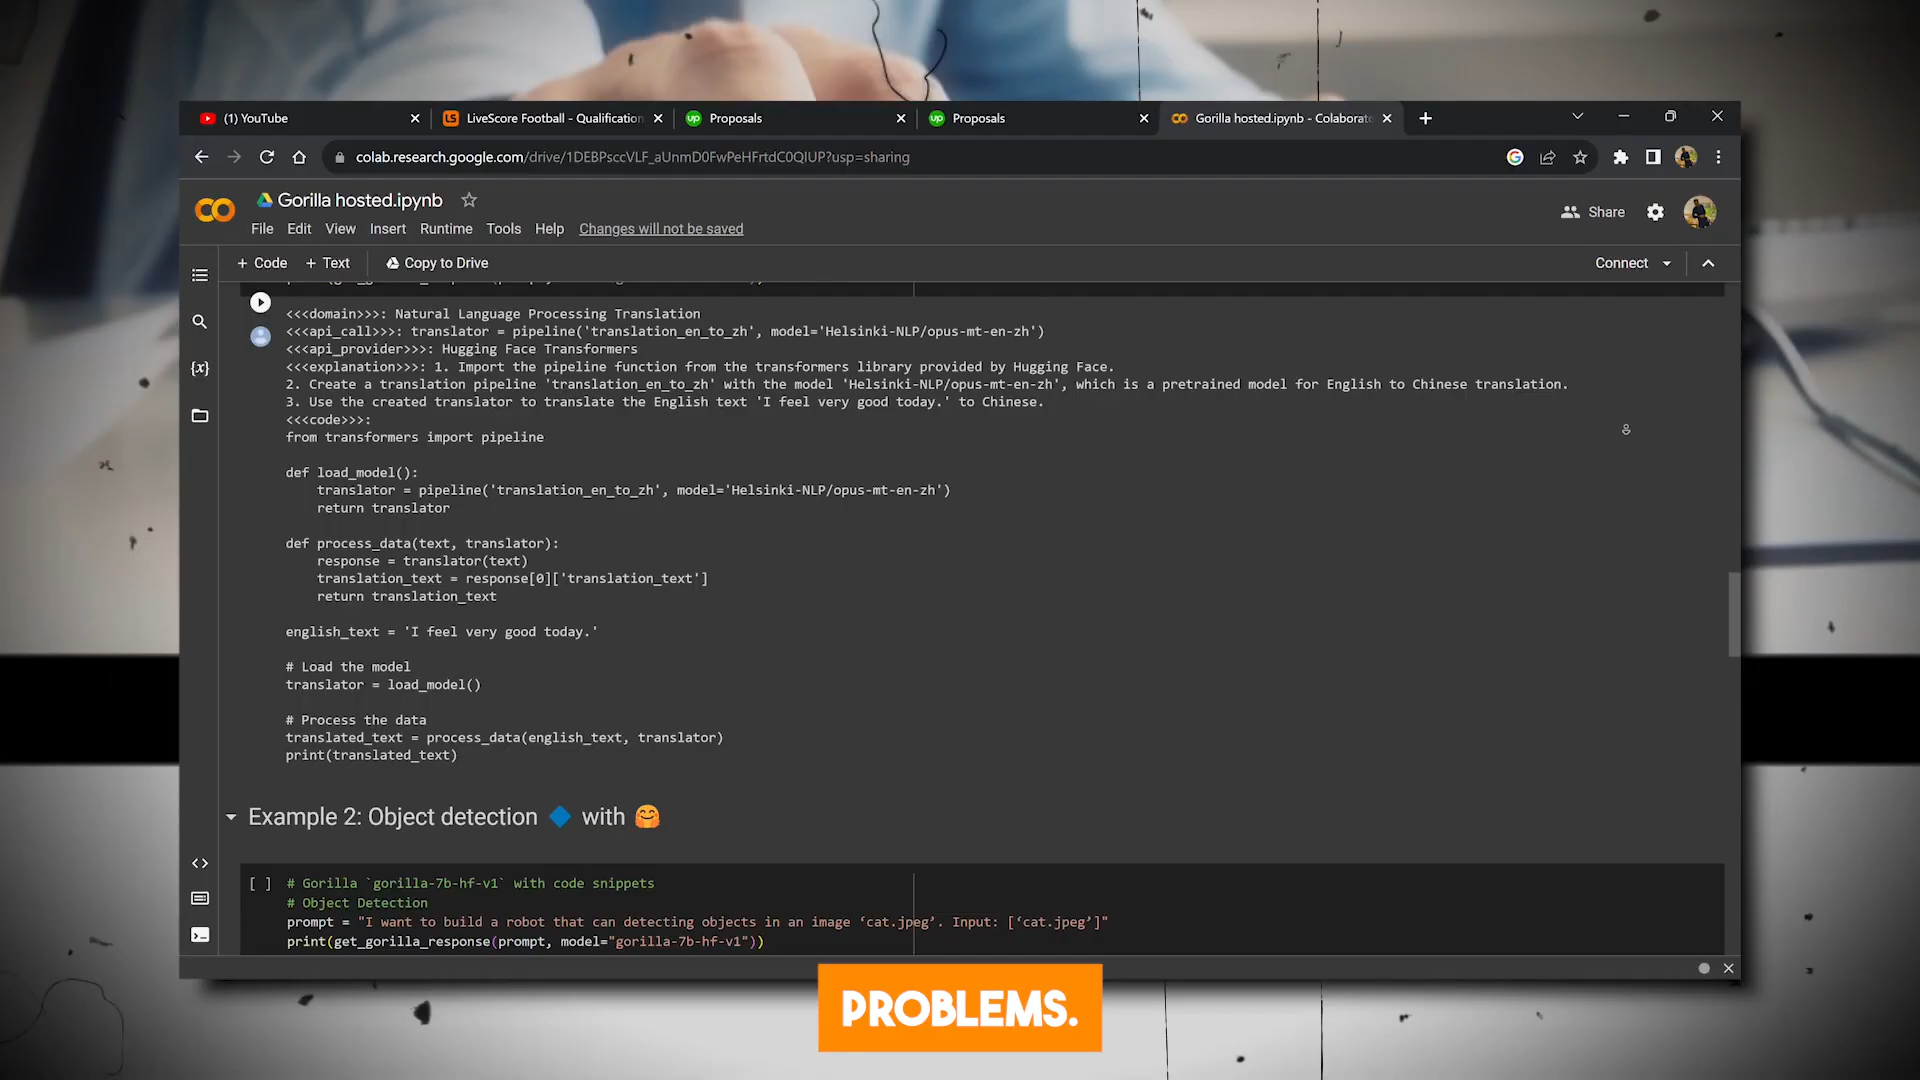 (1) YouTube
LiveScore Football - Qualification
Proposals
Proposals
Gorilla hosted.ipynb - Colaborato
colab.research.google.com/drive/1DEBPsccVLF_aUnmD0FwPeHFrtdC0QIUP?usp=sharing
Gorilla hosted.ipynb
Share
File Edit View Insert Runtime Tools Help Changes will not be saved
+ Code + Text Copy to Drive
Connect
<<<domain>>>: Natural Language Processing Translation
<<<api_call>>>: translator = pipeline('translation_en_to_zh', model='Helsinki-NLP/opus-mt-en-zh')
<<<api_provider>>>: Hugging Face Transformers
<<<explanation>>>: 1. Import the pipeline function from the transformers library provided by Hugging Face.
2. Create a translation pipeline 'translation_en_to_zh' with the model 'Helsinki-NLP/opus-mt-en-zh', which is a pretrained model for English to Chinese translation.
3. Use the created translator to translate the English text 'I feel very good today.' to Chinese.
<<<code>>>:
from transformers import pipeline
def load_model():
translator = pipeline('translation_en_to_zh', model='Helsinki-NLP/opus-mt-en-zh')
return translator
def process_data(text, translator):
response = translator(text)
translation_text = response[0]['translation_text']
return translation_text
english_text = 'I feel very good today.'
# Load the model
translator = load_model()
# Process the data
translated_text = process_data(english_text, translator)
print(translated_text)
Example 2: Object detection 🔷 with 🤗
[ ] # Gorilla `gorilla-7b-hf-v1` with code snippets
# Object Detection
prompt = "I want to build a robot that can detecting objects in an image ‘cat.jpeg’. Input: [‘cat.jpeg’]"
print(get_gorilla_response(prompt, model="gorilla-7b-hf-v1"))
PROBLEMS.